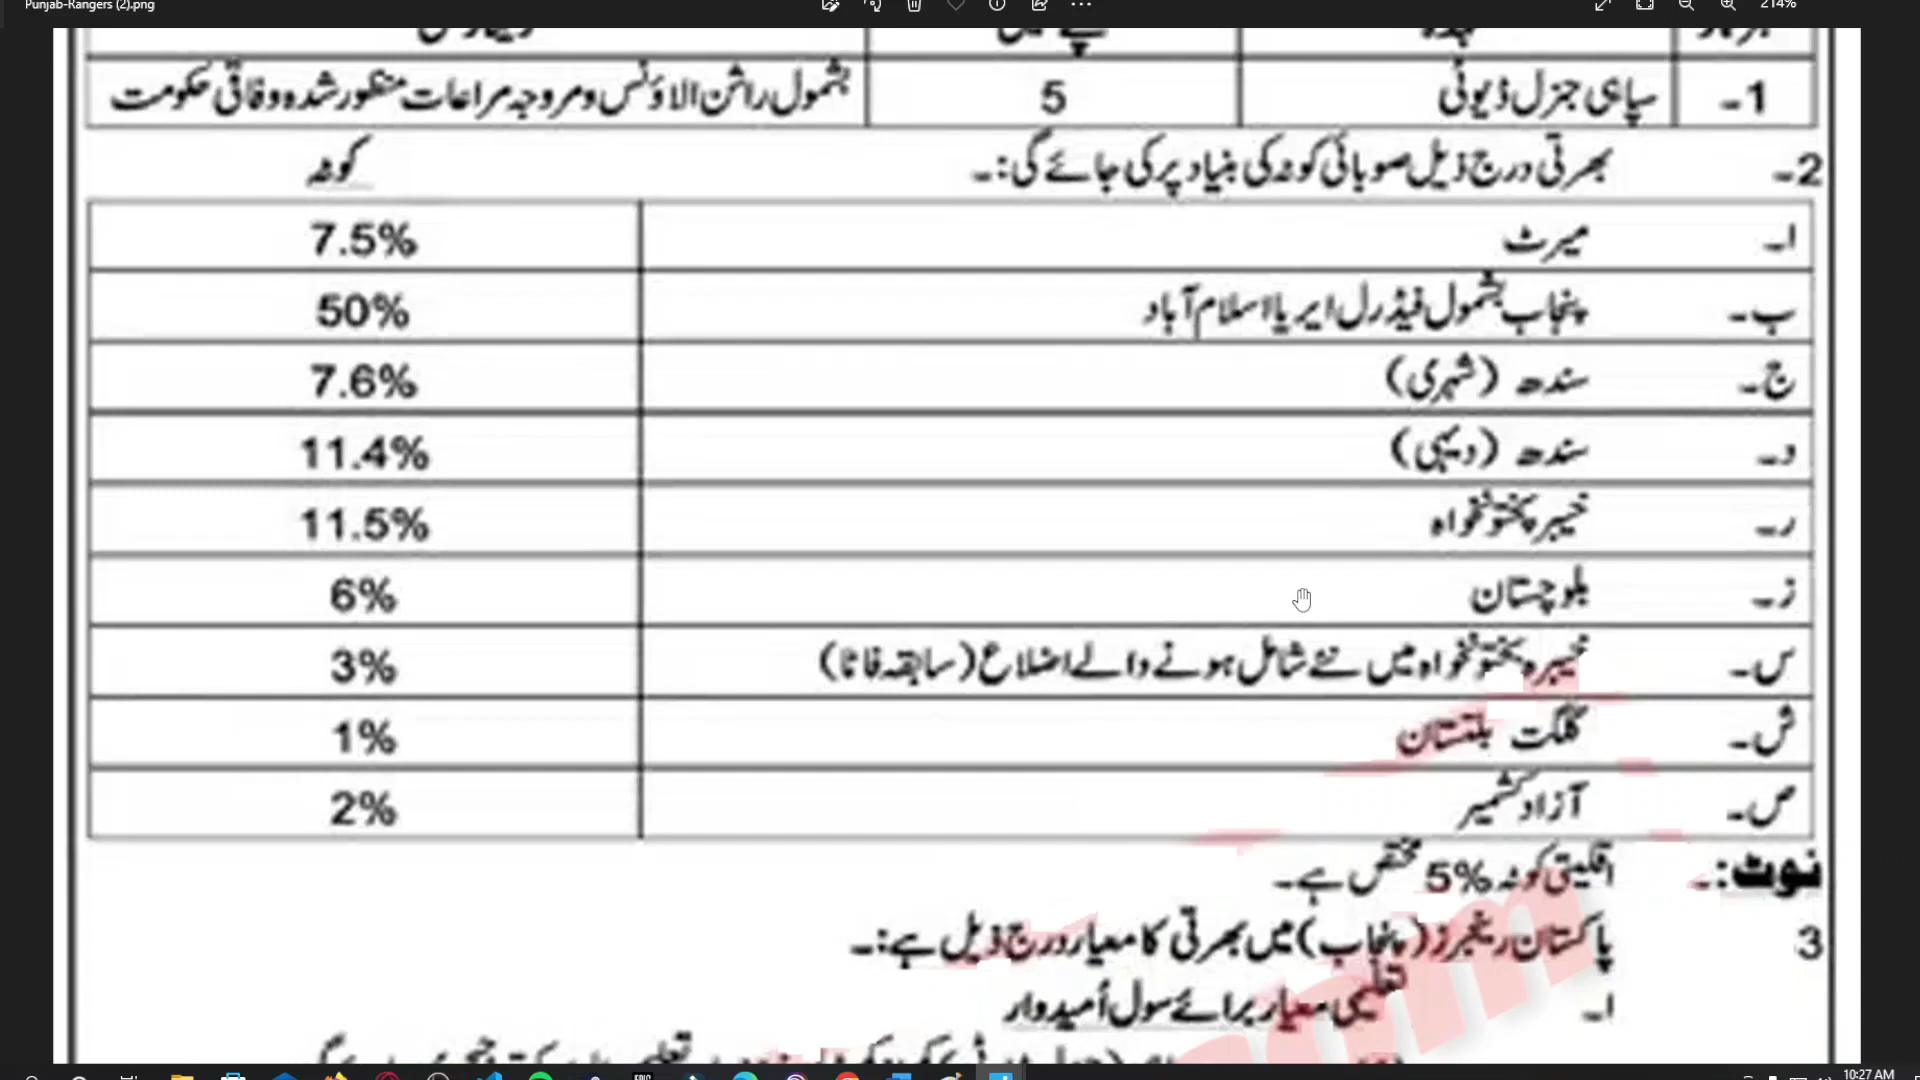 Punjab-Rangers (2).png
214%
1۔ سپاہی جنرل ڈیوٹی 5 بشمول راشن الاؤنس و مروجہ مراعات منظور شدہ وفاقی حکومت
2۔ بھرتی درج ذیل صوبائی کوٹہ کی بنیاد پر کی جائے گی:۔ کوٹہ
ا۔ میرٹ 7.5%
ب۔ پنجاب بشمول فیڈرل ایریا اسلام آباد 50%
ج۔ سندھ (شہری) 7.6%
د۔ سندھ (دیہی) 11.4%
ر۔ خیبر پختونخواہ 11.5%
ز۔ بلوچستان 6%
س۔ خیبر پختونخواہ میں نئے شامل ہونے والے اضلاع (سابقہ فاٹا) 3%
ش۔ گلگت بلتستان 1%
ص۔ آزاد کشمیر 2%
نوٹ:۔ اقلیتی کوٹہ 5% مختص ہے۔
3 پاکستان رینجرز (پنجاب) میں بھرتی کا معیار درج ذیل ہے:۔
ا۔ تعلیمی معیار برائے سول اُمیدوار
com
10:27 AM